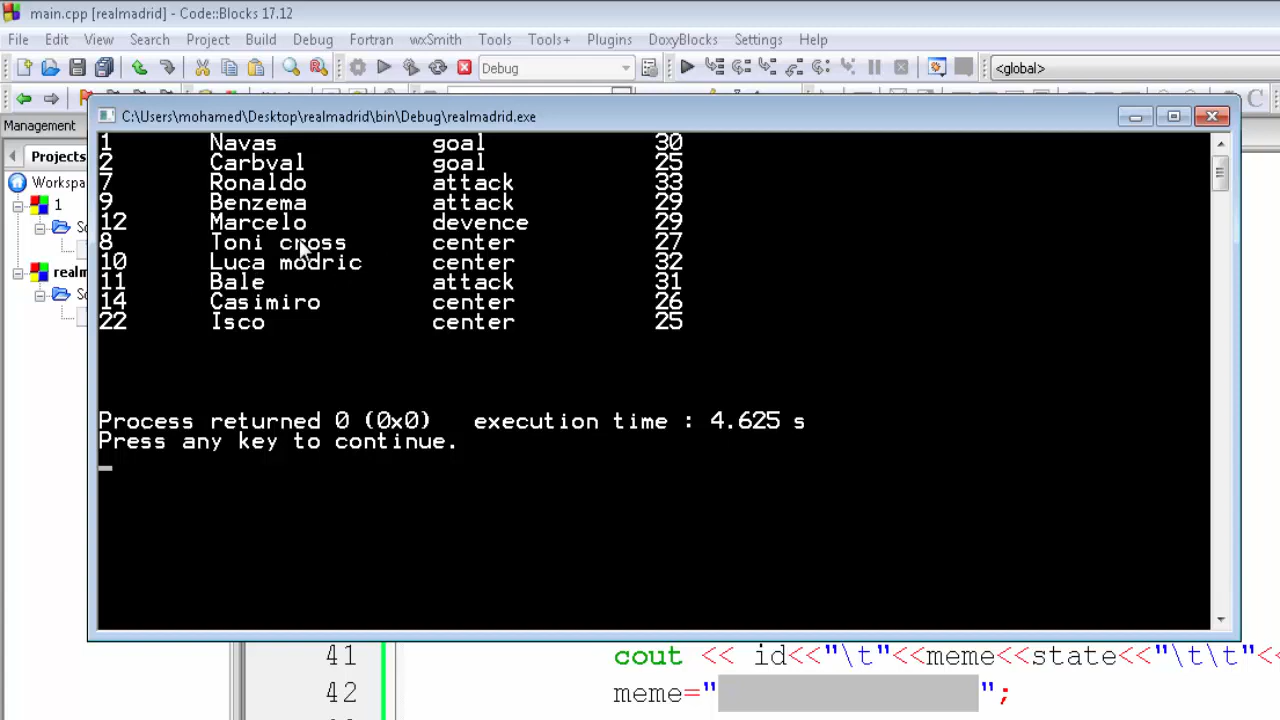 main.cpp [realmadrid] - Code::Blocks 17.12
File Edit View Search Project Build Debug Fortran wxSmith Tools Tools+ Plugins DoxyBlocks Settings Help
Debug <global>
Management
C:\Users\mohamed\Desktop\realmadrid\bin\Debug\realmadrid.exe
Projects
Workspa
1
So
realm
So
1 Navas goal 30
2 Carbval goal 25
7 Ronaldo attack 33
9 Benzema attack 29
12 Marcelo devence 29
8 Toni cross center 27
10 Luca modric center 32
11 Bale attack 31
14 Casimiro center 26
22 Isco center 25
Process returned 0 (0x0) execution time : 4.625 s
Press any key to continue.
41 cout << id<<"\t"<<meme<<state<<"\t\t"<<
42 meme=" ";